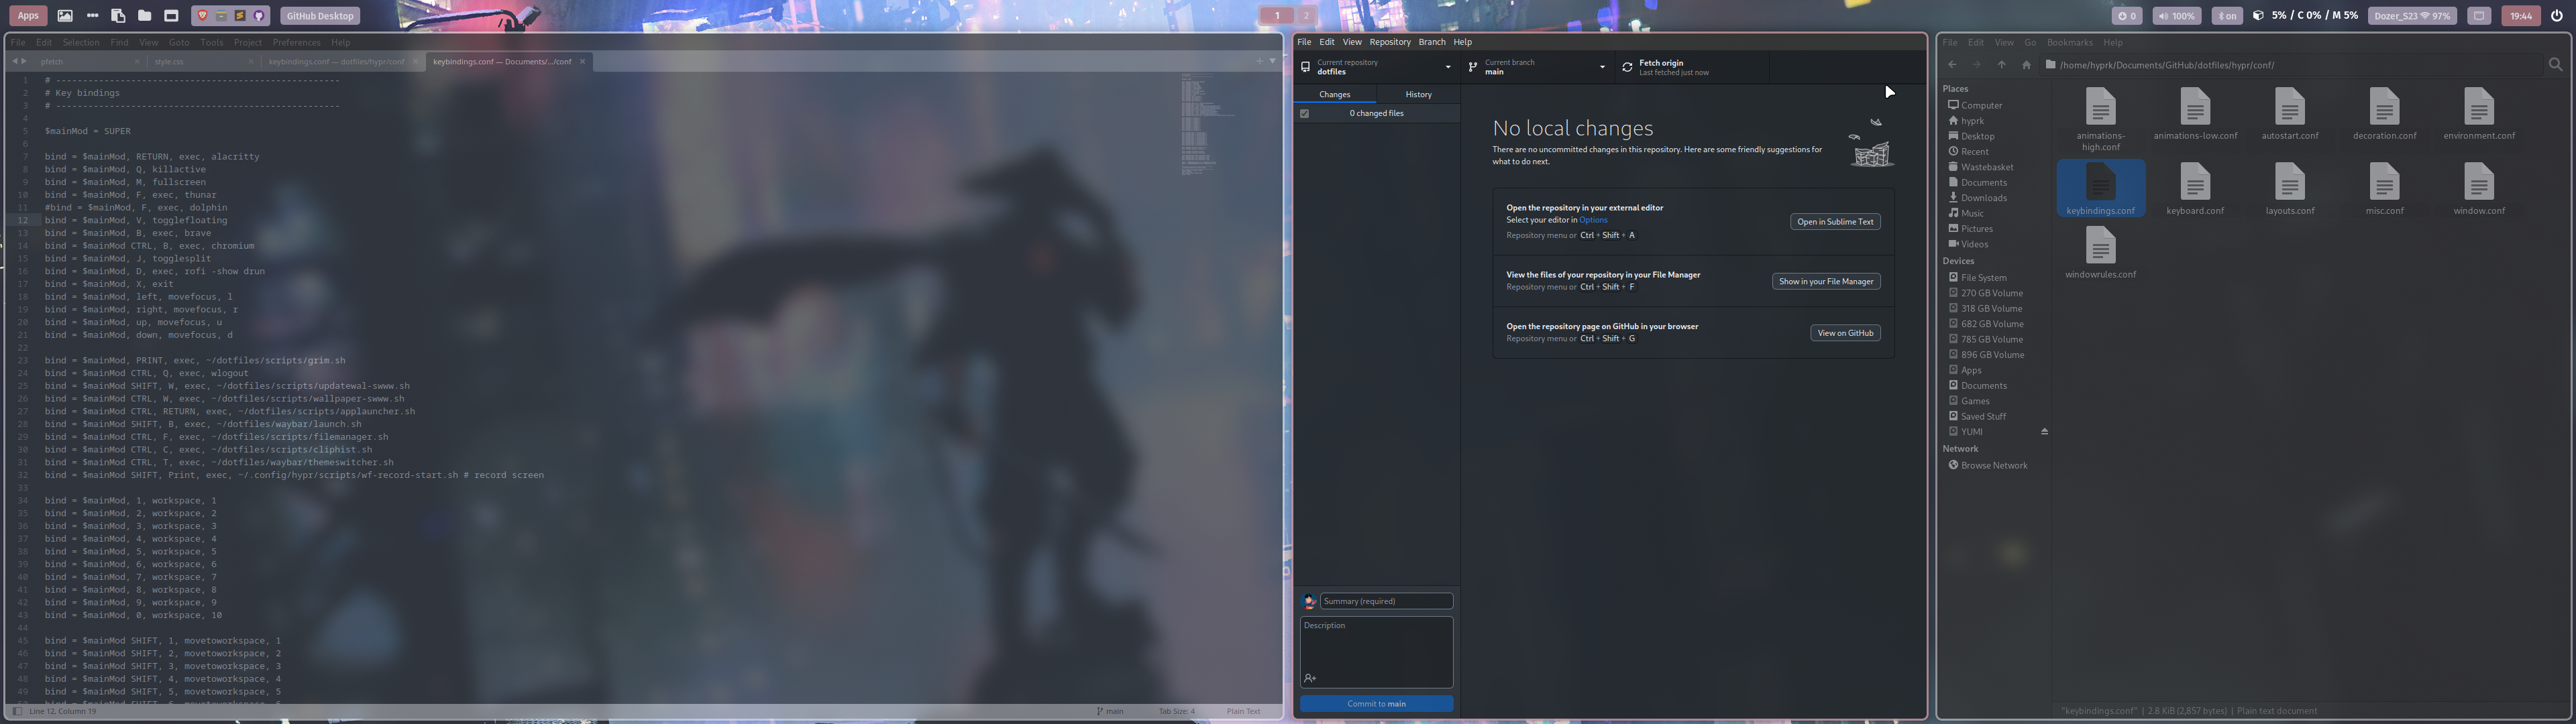 Apps
GitHub Desktop
1 2
0
100%
on
5% / C 0% / M 5%
Dozer_S23 97%
19:44
File Edit Selection Find View Goto Tools Project Preferences Help
pfetch
style.css
keybindings.conf — dotfiles/hypr/conf
keybindings.conf — Documents/.../conf
1 # ----------------------------------------------------
2 # Key bindings
3 # ----------------------------------------------------
4
5 $mainMod = SUPER
6
7 bind = $mainMod, RETURN, exec, alacritty
8 bind = $mainMod, Q, killactive
9 bind = $mainMod, M, fullscreen
10 bind = $mainMod, F, exec, thunar
11 #bind = $mainMod, F, exec, dolphin
12 bind = $mainMod, V, togglefloating
13 bind = $mainMod, B, exec, brave
14 bind = $mainMod CTRL, B, exec, chromium
15 bind = $mainMod, J, togglesplit
16 bind = $mainMod, D, exec, rofi -show drun
17 bind = $mainMod, X, exit
18 bind = $mainMod, left, movefocus, l
19 bind = $mainMod, right, movefocus, r
20 bind = $mainMod, up, movefocus, u
21 bind = $mainMod, down, movefocus, d
22
23 bind = $mainMod, PRINT, exec, ~/dotfiles/scripts/grim.sh
24 bind = $mainMod CTRL, Q, exec, wlogout
25 bind = $mainMod SHIFT, W, exec, ~/dotfiles/scripts/updatewal-swww.sh
26 bind = $mainMod CTRL, W, exec, ~/dotfiles/scripts/wallpaper-swww.sh
27 bind = $mainMod CTRL, RETURN, exec, ~/dotfiles/scripts/applauncher.sh
28 bind = $mainMod SHIFT, B, exec, ~/dotfiles/waybar/launch.sh
29 bind = $mainMod CTRL, F, exec, ~/dotfiles/scripts/filemanager.sh
30 bind = $mainMod CTRL, C, exec, ~/dotfiles/scripts/cliphist.sh
31 bind = $mainMod CTRL, T, exec, ~/dotfiles/waybar/themeswitcher.sh
32 bind = $mainMod SHIFT, Print, exec, ~/.config/hypr/scripts/wf-record-start.sh # record screen
33
34 bind = $mainMod, 1, workspace, 1
35 bind = $mainMod, 2, workspace, 2
36 bind = $mainMod, 3, workspace, 3
37 bind = $mainMod, 4, workspace, 4
38 bind = $mainMod, 5, workspace, 5
39 bind = $mainMod, 6, workspace, 6
40 bind = $mainMod, 7, workspace, 7
41 bind = $mainMod, 8, workspace, 8
42 bind = $mainMod, 9, workspace, 9
43 bind = $mainMod, 0, workspace, 10
44
45 bind = $mainMod SHIFT, 1, movetoworkspace, 1
46 bind = $mainMod SHIFT, 2, movetoworkspace, 2
47 bind = $mainMod SHIFT, 3, movetoworkspace, 3
48 bind = $mainMod SHIFT, 4, movetoworkspace, 4
49 bind = $mainMod SHIFT, 5, movetoworkspace, 5
Line 12, Column 19
main
Tab Size: 4
Plain Text
File Edit View Repository Branch Help
Current repository
dotfiles
Current branch
main
Fetch origin
Last fetched just now
Changes
History
0 changed files
No local changes
There are no uncommitted changes in this repository. Here are some friendly suggestions for
what to do next.
Open the repository in your external editor
Select your editor in Options
Repository menu or Ctrl + Shift + A
Open in Sublime Text
View the files of your repository in your File Manager
Repository menu or Ctrl + Shift + F
Show in your File Manager
Open the repository page on GitHub in your browser
Repository menu or Ctrl + Shift + G
View on GitHub
Summary (required)
Description
Commit to main
File Edit View Go Bookmarks Help
/home/hyprk/Documents/GitHub/dotfiles/hypr/conf/
Places
Computer
hyprk
Desktop
Recent
Wastebasket
Documents
Downloads
Music
Pictures
Videos
Devices
File System
270 GB Volume
318 GB Volume
682 GB Volume
785 GB Volume
896 GB Volume
Apps
Documents
Games
Saved Stuff
YUMI
Network
Browse Network
animations-
high.conf
animations-low.conf
autostart.conf
decoration.conf
environment.conf
keybindings.conf
keyboard.conf
layouts.conf
misc.conf
window.conf
windowrules.conf
"keybindings.conf" | 2.8 KiB (2,857 bytes) | Plain text document